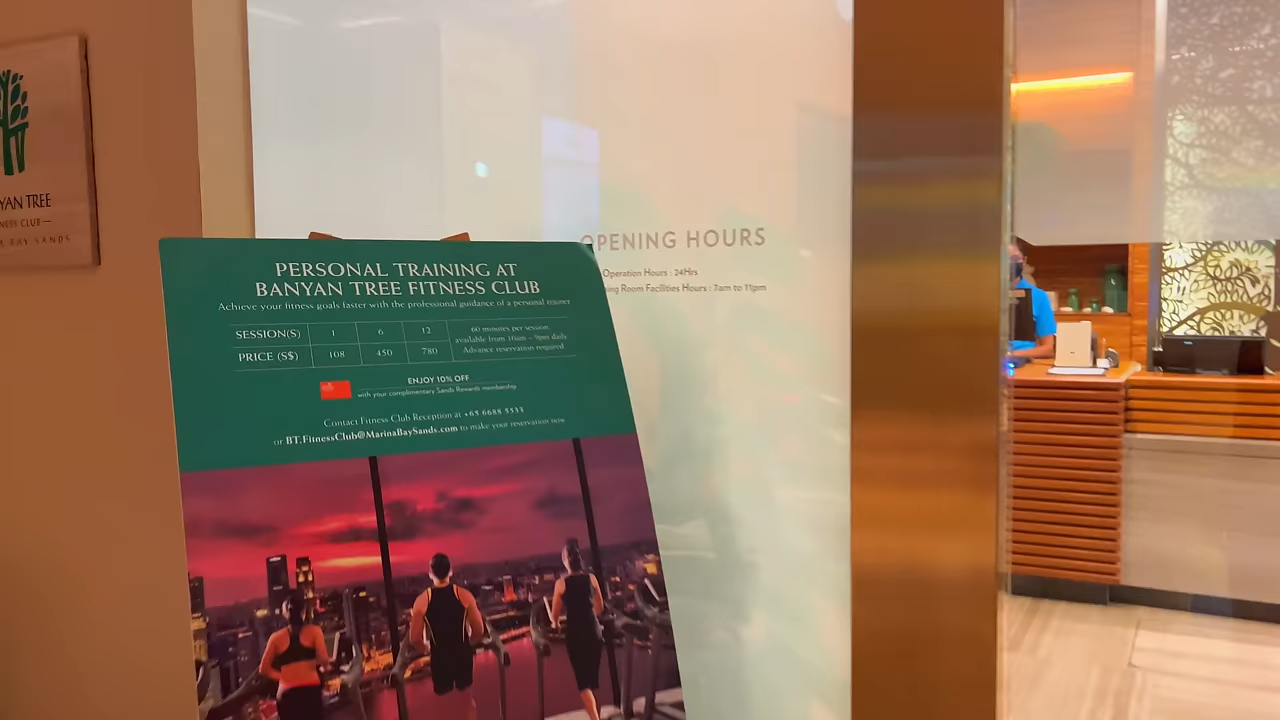 YAN TREE
NESS CLUB —
BAY SANDS
PERSONAL TRAINING AT
BANYAN TREE FITNESS CLUB
Achieve your fitness goals faster with the professional guidance of a personal trainer
SESSION(S) 1 6 12
PRICE (S$) 108 450 780
60 minutes per session,
available from 10am – 9pm daily
Advance reservation required
ENJOY 10% OFF
with your complimentary Sands Rewards membership
Contact Fitness Club Reception at +65 6688 5533
or BT.FitnessClub@MarinaBaySands.com to make your reservation now
OPENING HOURS
Operation Hours : 24Hrs
ing Room Facilities Hours : 7am to 11pm